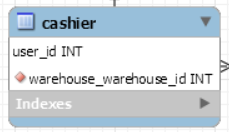 cashier
user_id INT
warehouse_warehouse_id INT
Indexes